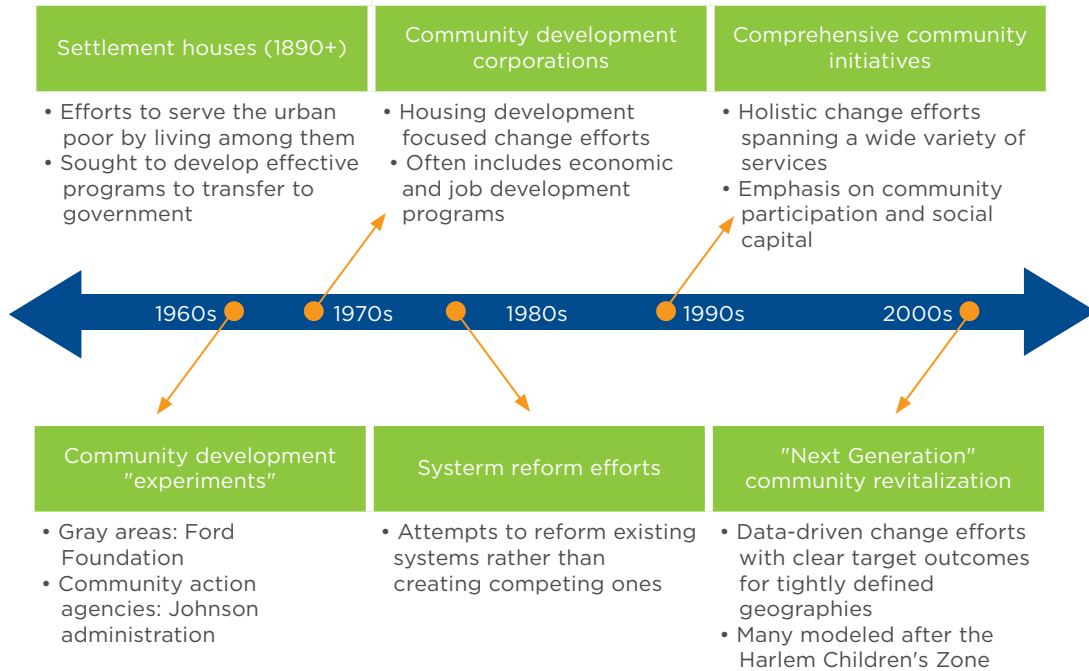 Settlement houses (1890+)
• Efforts to serve the urban
poor by living among them
• Sought to develop effective
programs to transfer to
government
Community development
corporations
• Housing development
focused change efforts
• Often includes economic
and job development
programs
Comprehensive community
initiatives
• Holistic change efforts
spanning a wide variety of
services
• Emphasis on community
participation and social
capital
1960s
1970s
1980s
1990s
2000s
Community development
"experiments"
• Gray areas: Ford
Foundation
• Community action
agencies: Johnson
administration
Systerm reform efforts
• Attempts to reform existing
systems rather than
creating competing ones
"Next Generation"
community revitalization
• Data-driven change efforts
with clear target outcomes
for tightly defined
geographies
• Many modeled after the
Harlem Children's Zone